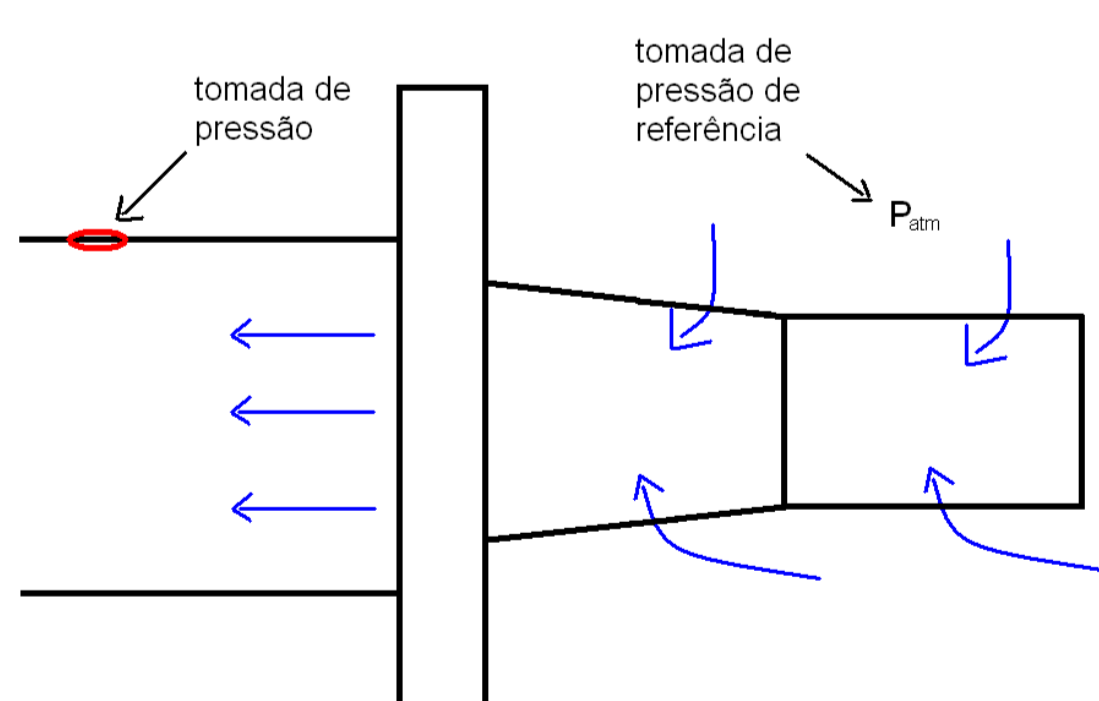 tomada de
pressão
tomada de
pressão de
referência
Patm